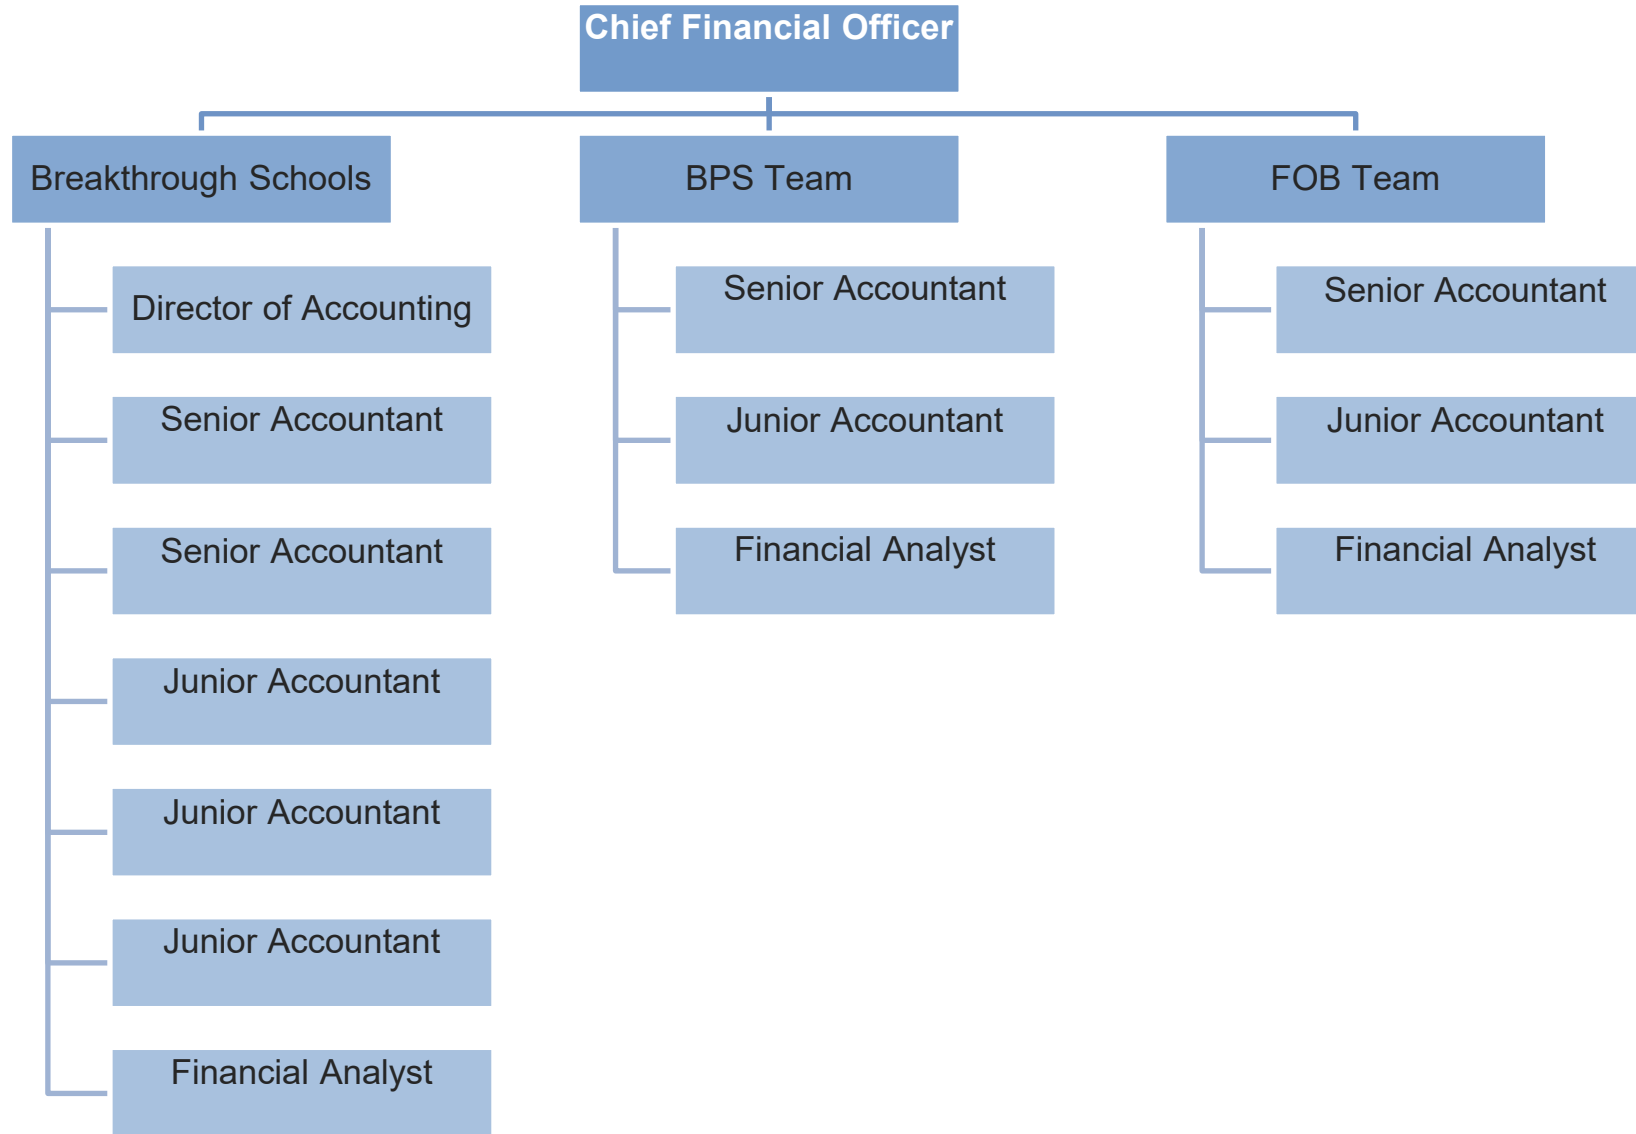 Chief Financial Officer
Breakthrough Schools
BPS Team
FOB Team
Director of Accounting
Senior Accountant
Senior Accountant
Junior Accountant
Junior Accountant
Junior Accountant
Financial Analyst
Senior Accountant
Junior Accountant
Financial Analyst
Senior Accountant
Junior Accountant
Financial Analyst